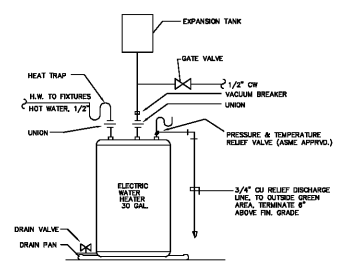 EXPANSION TANK
GATE VALVE
HEAT TRAP
1/2" CW
H.W. TO FIXTURES
HOT WATER, 1/2"
VACUUM BREAKER
UNION
UNION
PRESSURE & TEMPERATURE
RELIEF VALVE (ASME APPRVD.)
ELECTRIC
WATER
HEATER
30 GAL.
3/4" CU RELIEF DISCHARGE
LINE, TO OUTSIDE GREEN
AREA, TERMINATE 6"
ABOVE FIN. GRADE
DRAIN VALVE
DRAIN PAN